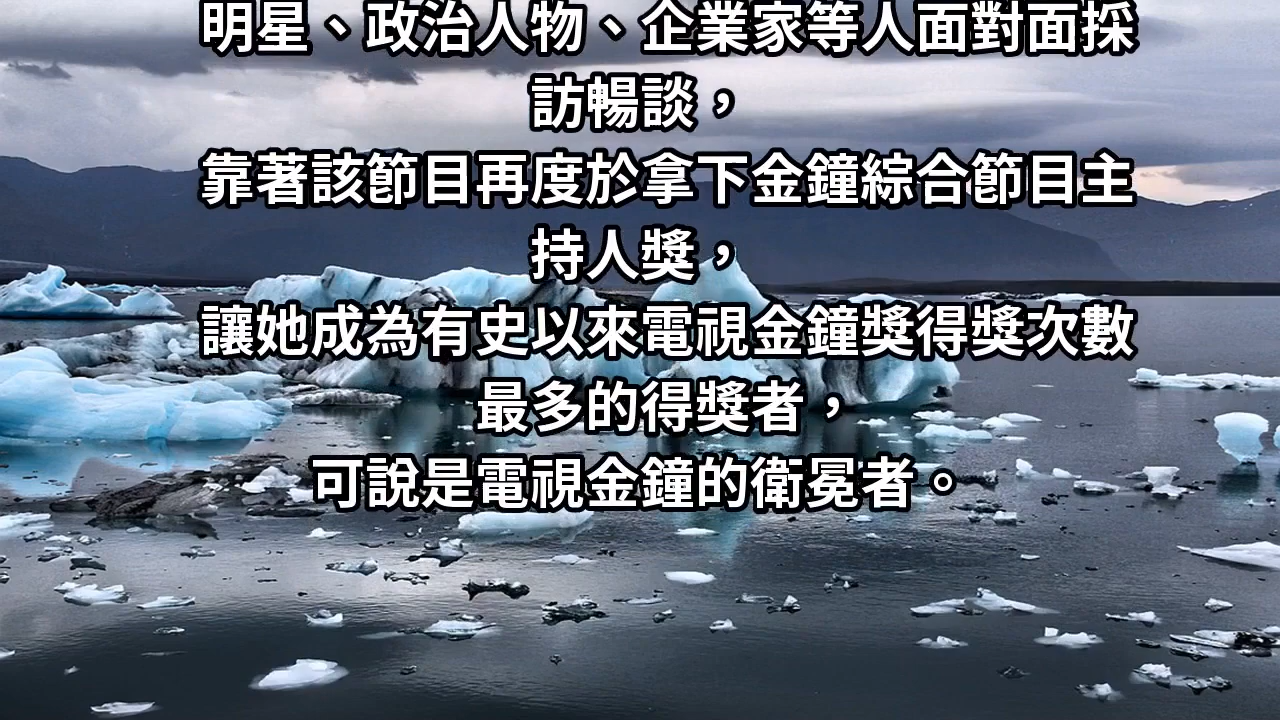 明星、政治人物、企業家等人面對面採
訪暢談，
靠著該節目再度於拿下金鐘綜合節目主
持人獎，
讓她成為有史以來電視金鐘獎得獎次數
最多的得獎者，
可說是電視金鐘的衛冕者。